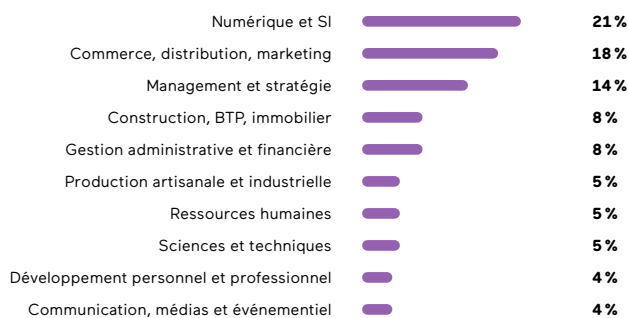 Numérique et SI 21 %
Commerce, distribution, marketing 18 %
Management et stratégie 14 %
Construction, BTP, immobilier 8 %
Gestion administrative et financière 8 %
Production artisanale et industrielle 5 %
Ressources humaines 5 %
Sciences et techniques 5 %
Développement personnel et professionnel 4 %
Communication, médias et événementiel 4 %